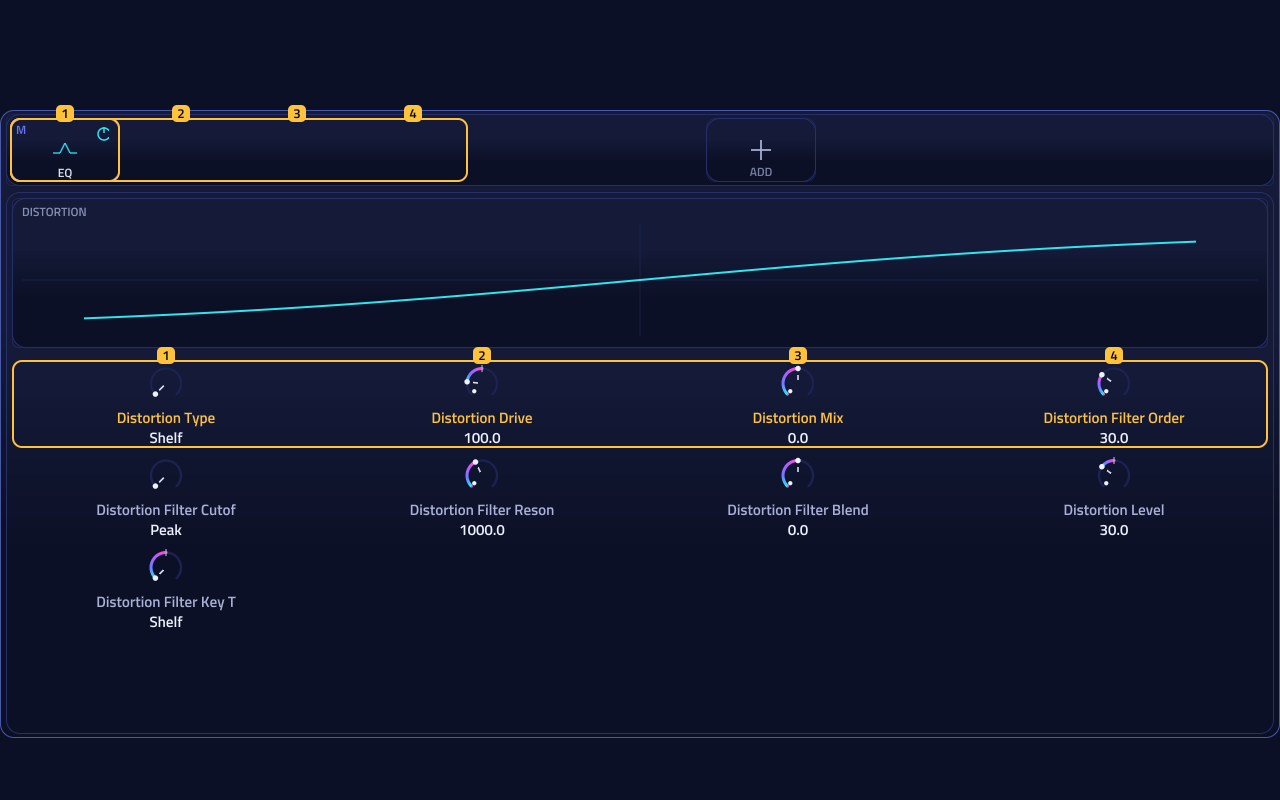 1 2 3 4
M
EQ
ADD
DISTORTION
1 2 3 4
Distortion Type Distortion Drive Distortion Mix Distortion Filter Order
Shelf 100.0 0.0 30.0
Distortion Filter Cutof Distortion Filter Reson Distortion Filter Blend Distortion Level
Peak 1000.0 0.0 30.0
Distortion Filter Key T
Shelf